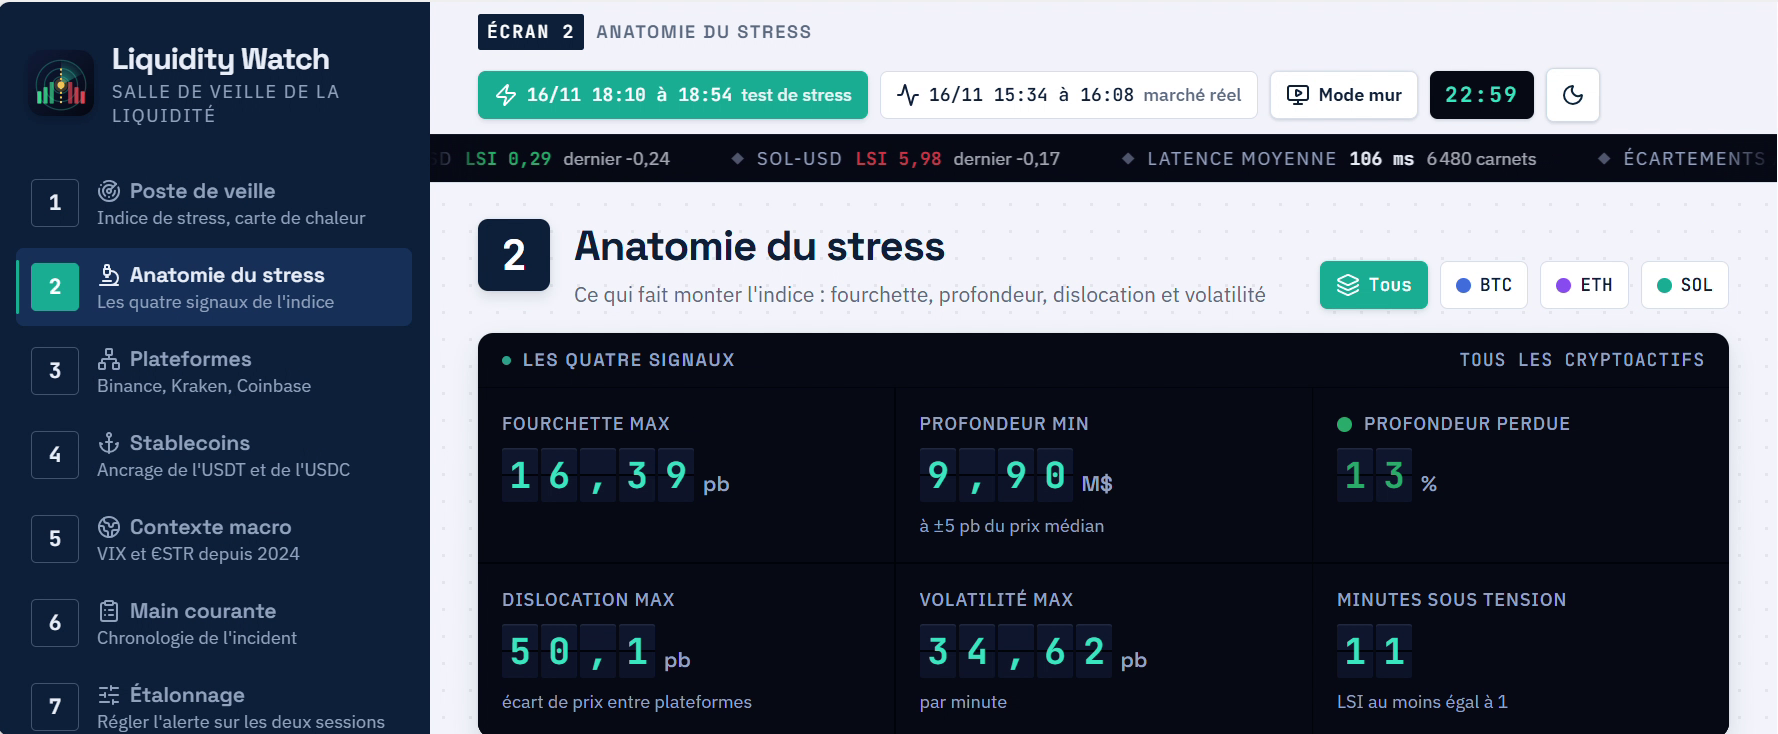 Liquidity Watch
SALLE DE VEILLE DE LA
LIQUIDITÉ
1
Poste de veille
Indice de stress, carte de chaleur
2
Anatomie du stress
Les quatre signaux de l'indice
3
Plateformes
Binance, Kraken, Coinbase
4
Stablecoins
Ancrage de l'USDT et de l'USDC
5
Contexte macro
VIX et €STR depuis 2024
6
Main courante
Chronologie de l'incident
7
Étalonnage
Régler l'alerte sur les deux sessions
ÉCRAN 2 ANATOMIE DU STRESS
16/11 18:10 à 18:54 test de stress
16/11 15:34 à 16:08 marché réel
Mode mur
22:59
LSI 0,29 dernier -0,24 ◆ SOL-USD LSI 5,98 dernier -0,17 ◆ LATENCE MOYENNE 106 ms 6 480 carnets ◆ ÉCARTEMENTS
2
Anatomie du stress
Ce qui fait monter l'indice : fourchette, profondeur, dislocation et volatilité
Tous
BTC
ETH
SOL
LES QUATRE SIGNAUX
TOUS LES CRYPTOACTIFS
FOURCHETTE MAX
16,39 pb
PROFONDEUR MIN
9,90 M$
à ±5 pb du prix médian
PROFONDEUR PERDUE
13 %
DISLOCATION MAX
50,1 pb
écart de prix entre plateformes
VOLATILITÉ MAX
34,62 pb
par minute
MINUTES SOUS TENSION
11
LSI au moins égal à 1